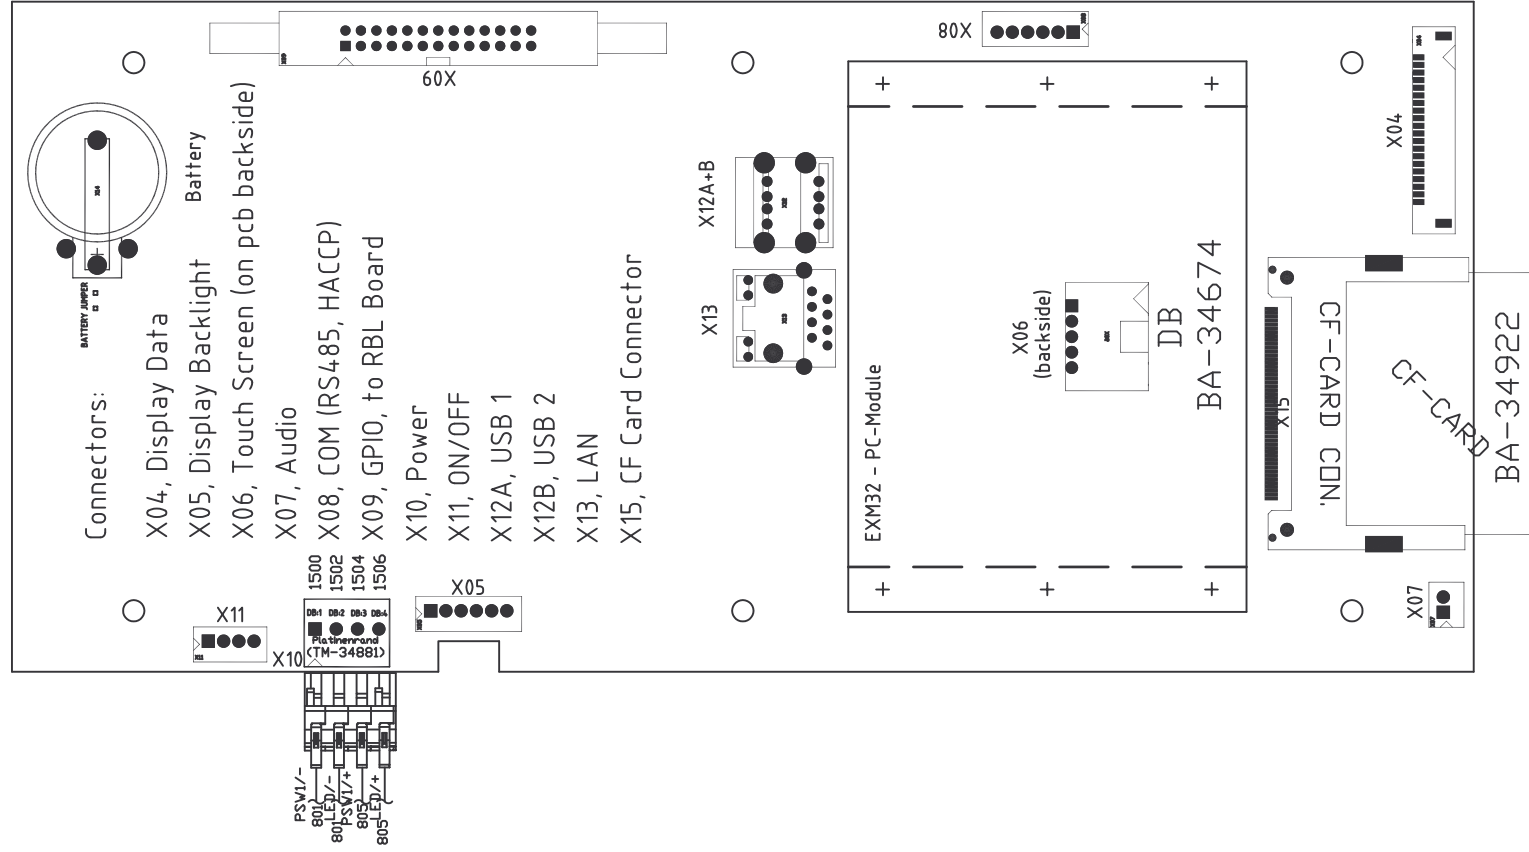 X09
X08
X04
Battery
BATTERY JUMPER
X12A+B
X13
Connectors:
X04, Display Data
X05, Display Backlight
X06, Touch Screen (on pcb backside)
X07, Audio
X08, COM (RS485, HACCP)
X09, GPIO, to RBL Board
X10, Power
X11, ON/OFF
X12A, USB 1
X12B, USB 2
X13, LAN
X15, CF Card Connector
EXM32 - PC-Module
X06
(backside)
DB
BA-34674
X15
CF-CARD CON.
CF-CARD
BA-34922
X07
X11
X10
1500
1502
1504
1506
DB:1 DB:2 DB:3 DB:4
Platinenrand
(TM-34881)
X05
PSW1/-
801
LED/-
801
PSW1/+
805
LED/+
805